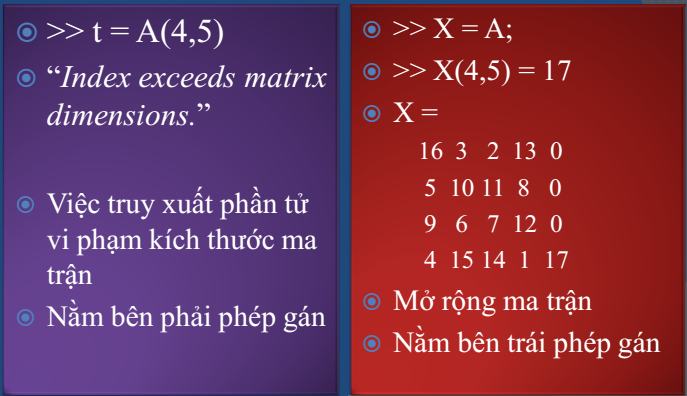 >> t = A(4,5)
“Index exceeds matrix
dimensions.”
Việc truy xuất phần tử
vi phạm kích thước ma
trận
Nằm bên phải phép gán
>> X = A;
>> X(4,5) = 17
X =
16 3 2 13 0
5 10 11 8 0
9 6 7 12 0
4 15 14 1 17
Mở rộng ma trận
Nằm bên trái phép gán